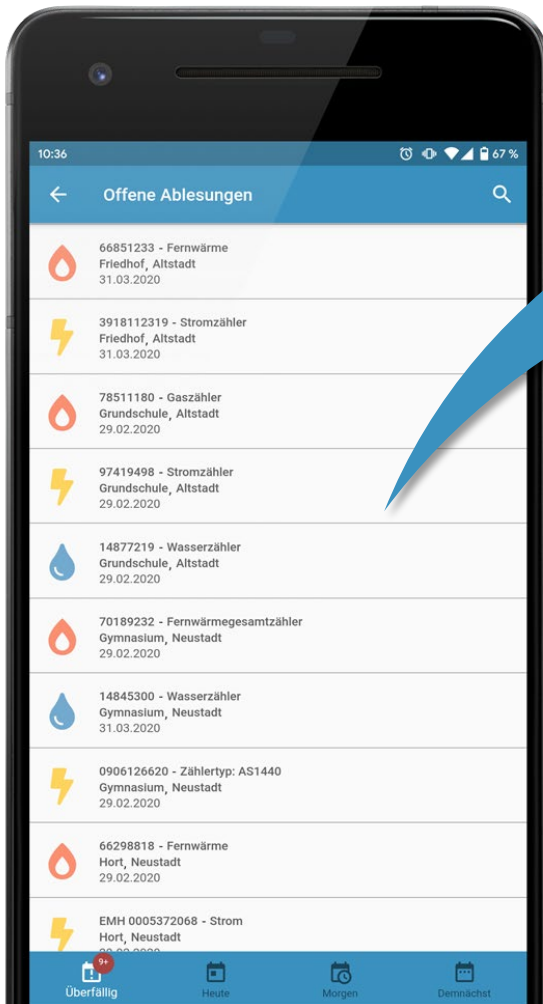 10:36
67 %
Offene Ablesungen
66851233 - Fernwärme
Friedhof, Altstadt
31.03.2020
3918112319 - Stromzähler
Friedhof, Altstadt
31.03.2020
78511180 - Gaszähler
Grundschule, Altstadt
29.02.2020
97419498 - Stromzähler
Grundschule, Altstadt
29.02.2020
14877219 - Wasserzähler
Grundschule, Altstadt
29.02.2020
70189232 - Fernwärmegesamtzähler
Gymnasium, Neustadt
29.02.2020
14845300 - Wasserzähler
Gymnasium, Neustadt
31.03.2020
0906126620 - Zählertyp: AS1440
Gymnasium, Neustadt
29.02.2020
66298818 - Fernwärme
Hort, Neustadt
29.02.2020
EMH 0005372068 - Strom
Hort, Neustadt
9+
Überfällig
Heute
Morgen
Demnächst